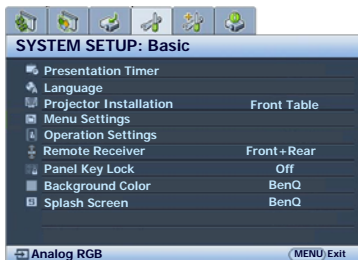 SYSTEM SETUP: Basic
Presentation Timer
Language
Projector Installation Front Table
Menu Settings
Operation Settings
Remote Receiver Front+Rear
Panel Key Lock Off
Background Color BenQ
Splash Screen BenQ
Analog RGB MENU Exit